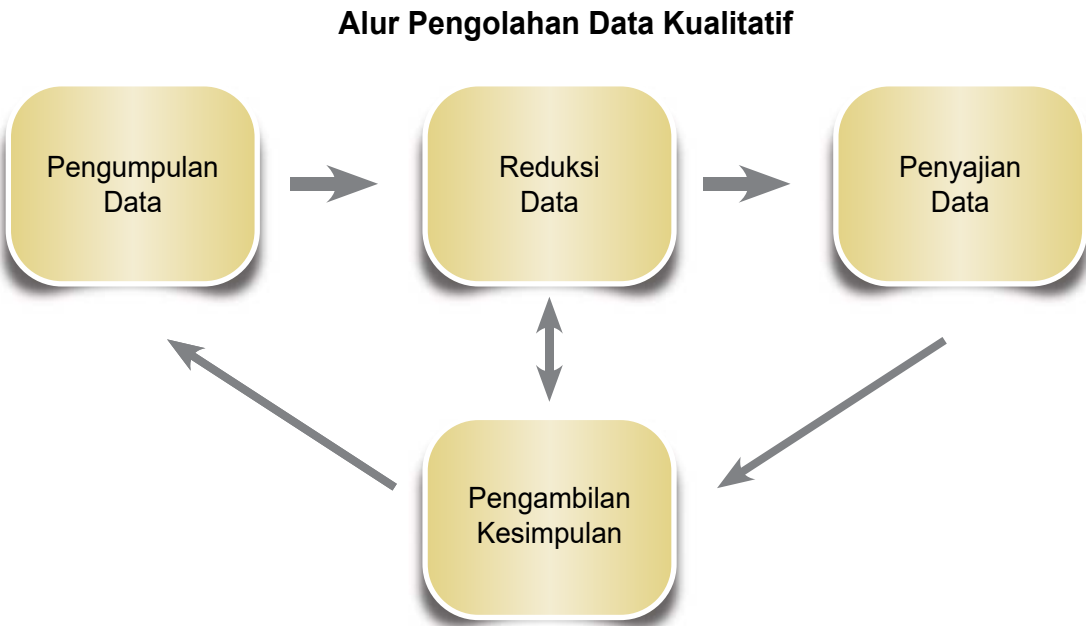 Alur Pengolahan Data Kualitatif
Pengumpulan
Data
Reduksi
Data
Penyajian
Data
Pengambilan
Kesimpulan